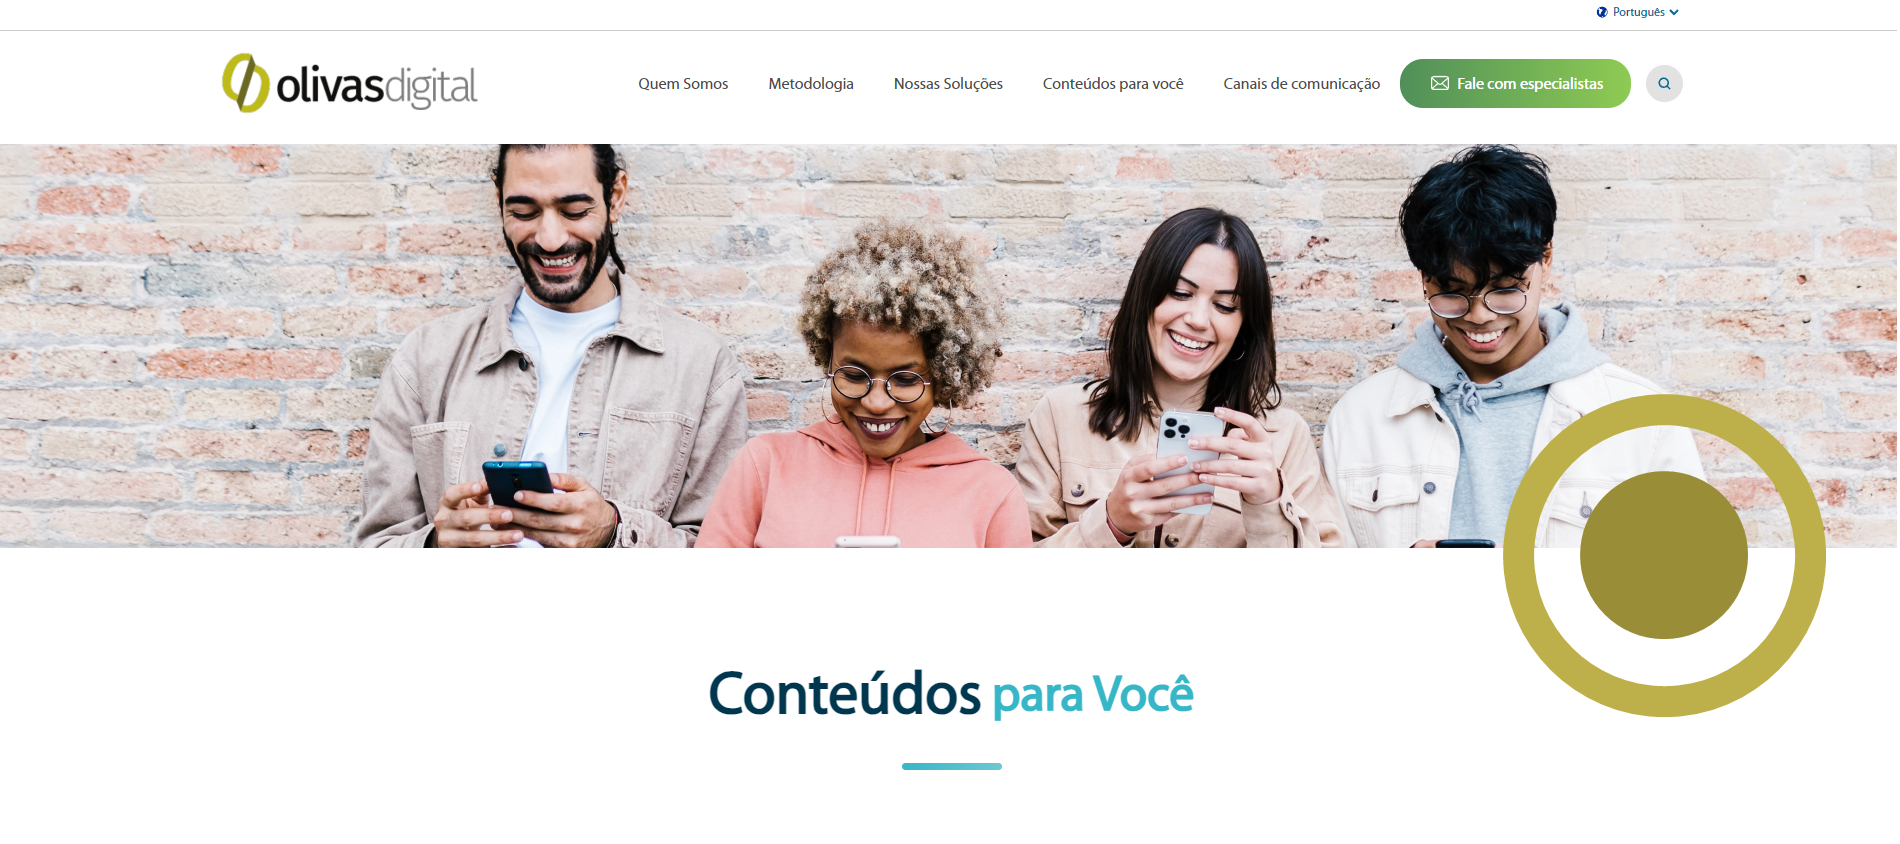 Português
olivasdigital
Quem Somos
Metodologia
Nossas Soluções
Conteúdos para você
Canais de comunicação
Fale com especialistas
Conteúdos para Você